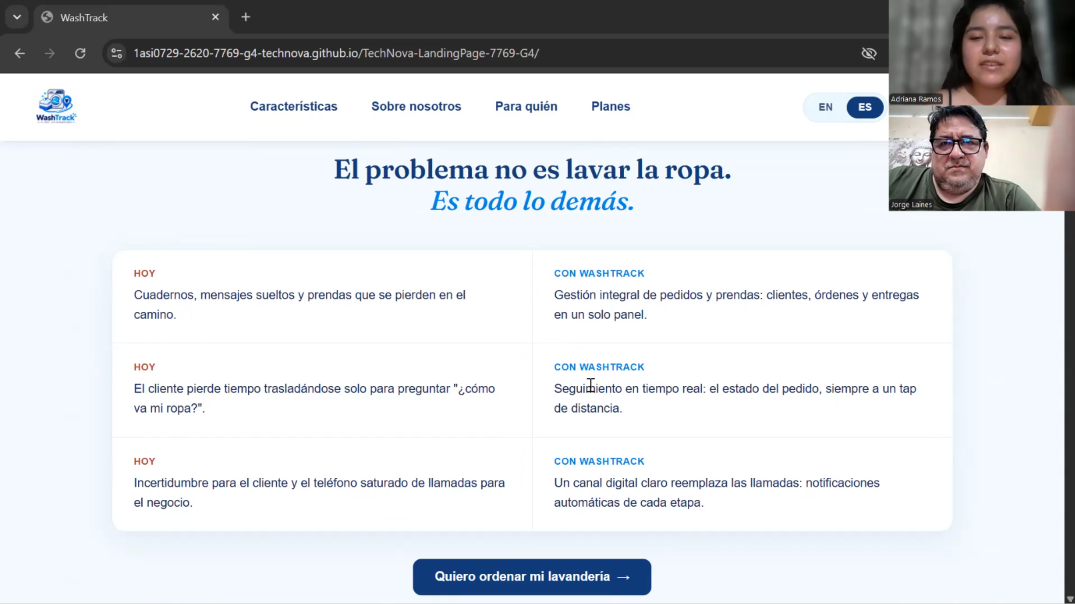 WashTrack
1asi0729-2620-7769-g4-technova.github.io/TechNova-LandingPage-7769-G4/
Adriana Ramos
WashTrack
Características
Sobre nosotros
Para quién
Planes
EN
ES
Jorge Laines
El problema no es lavar la ropa.
Es todo lo demás.
HOY
Cuadernos, mensajes sueltos y prendas que se pierden en el
camino.
CON WASHTRACK
Gestión integral de pedidos y prendas: clientes, órdenes y entregas
en un solo panel.
HOY
El cliente pierde tiempo trasladándose solo para preguntar "¿cómo
va mi ropa?".
CON WASHTRACK
Seguimiento en tiempo real: el estado del pedido, siempre a un tap
de distancia.
HOY
Incertidumbre para el cliente y el teléfono saturado de llamadas para
el negocio.
CON WASHTRACK
Un canal digital claro reemplaza las llamadas: notificaciones
automáticas de cada etapa.
Quiero ordenar mi lavandería →